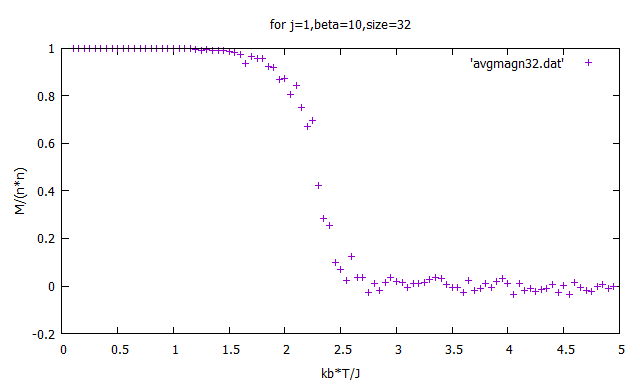 for j=1,beta=10,size=32
'avgmagn32.dat'
1
0.8
0.6
0.4
0.2
0
-0.2
M/(n*n)
0 0.5 1 1.5 2 2.5 3 3.5 4 4.5 5
kb*T/J